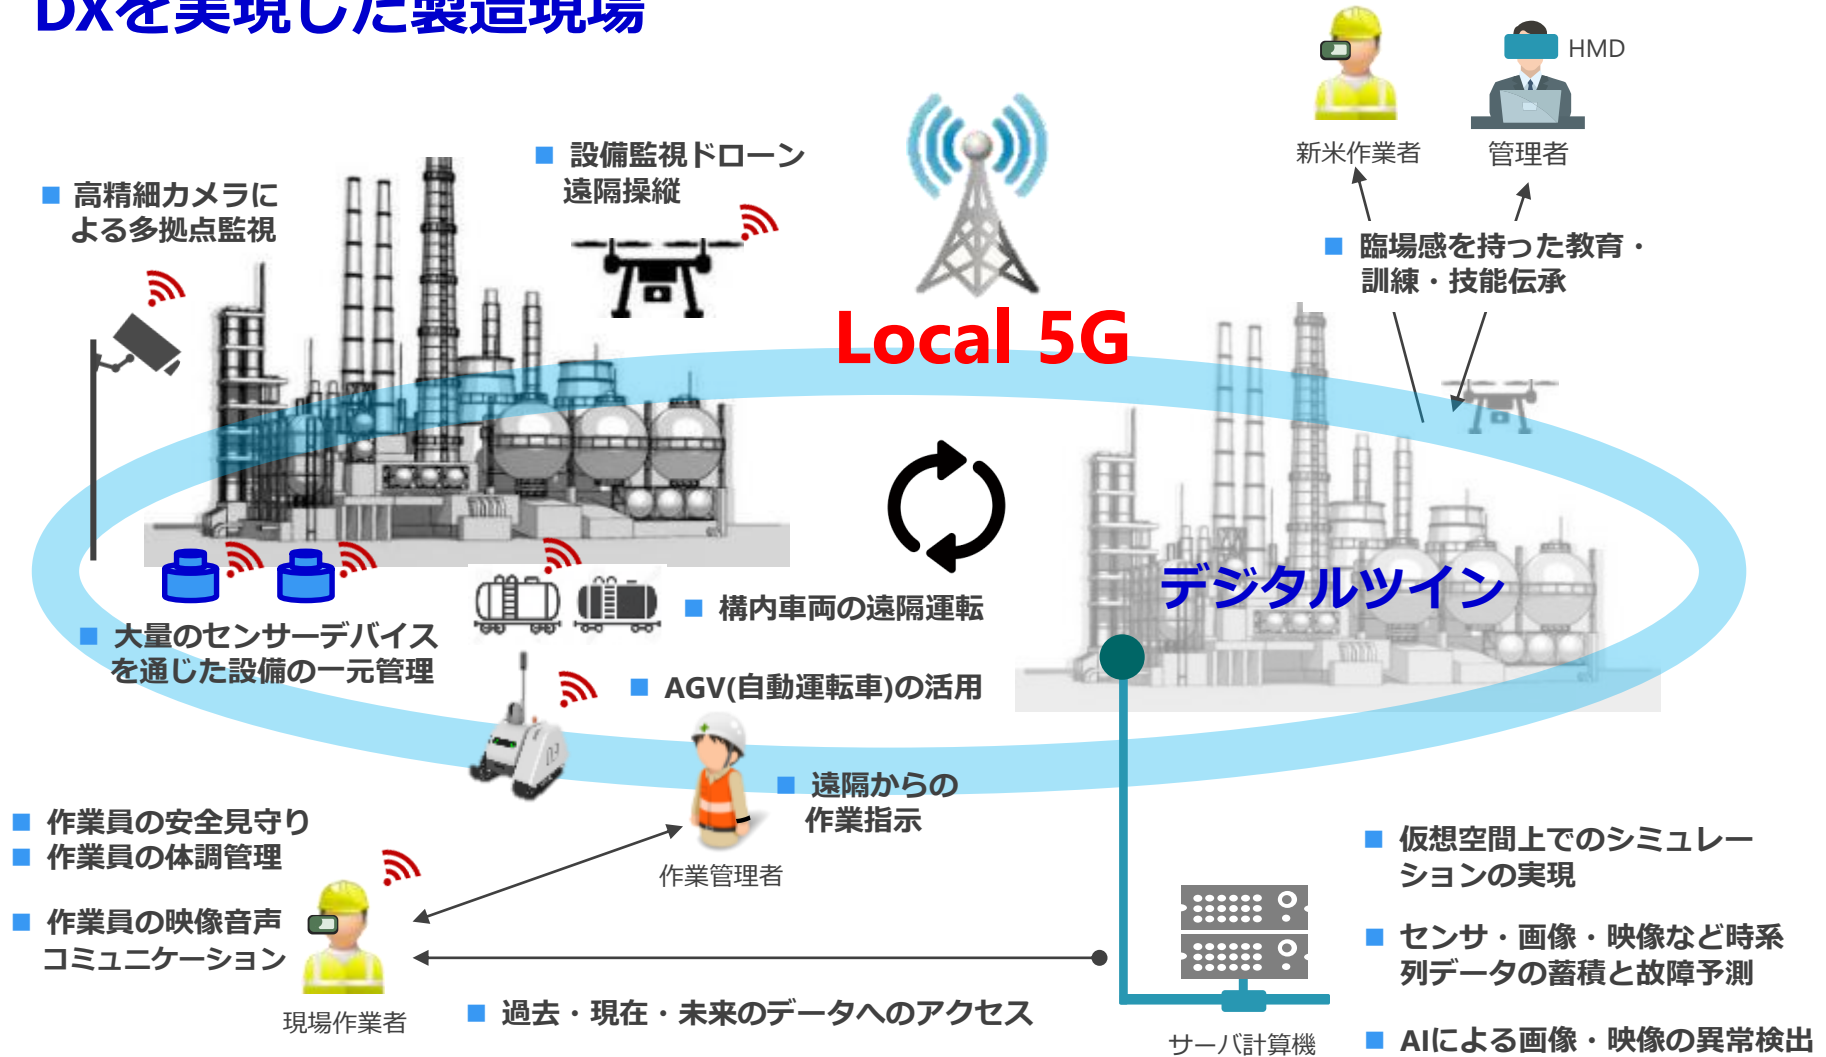 DXを実現した製造現場
HMD
新米作業者
管理者
■ 設備監視ドローン
遠隔操縦
■ 高精細カメラに
よる多拠点監視
■ 臨場感を持った教育・
訓練・技能伝承
Local 5G
デジタルツイン
■ 構内車両の遠隔運転
■ 大量のセンサーデバイス
を通じた設備の一元管理
■ AGV(自動運転車)の活用
■ 遠隔からの
作業指示
作業管理者
■ 作業員の安全見守り
■ 作業員の体調管理
■ 作業員の映像音声
コミュニケーション
現場作業者
■ 過去・現在・未来のデータへのアクセス
サーバ計算機
■ 仮想空間上でのシミュレー
ションの実現
■ センサ・画像・映像など時系
列データの蓄積と故障予測
■ AIによる画像・映像の異常検出